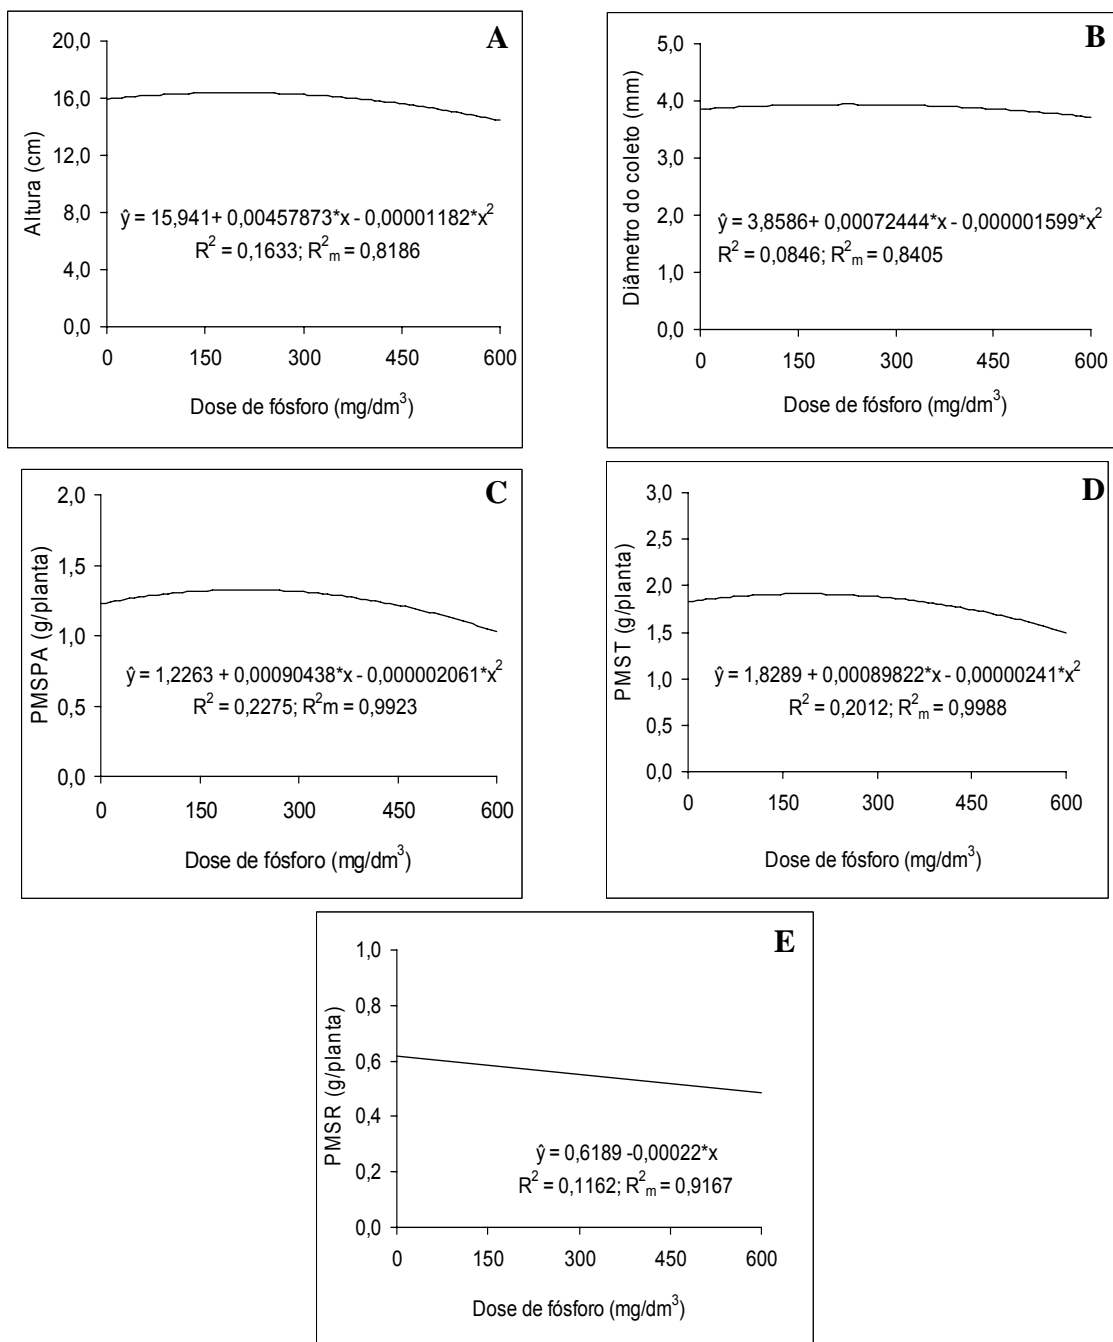 A
Altura (cm)
20,0
16,0
12,0
8,0
4,0
0,0
ŷ = 15,941+ 0,00457873*x - 0,00001182*x²
R² = 0,1633; R²ₘ = 0,8186
0 150 300 450 600
Dose de fósforo (mg/dm³)
B
Diâmetro do coleto (mm)
5,0
4,0
3,0
2,0
1,0
0,0
ŷ = 3,8586+ 0,00072444*x - 0,000001599*x²
R² = 0,0846; R²ₘ = 0,8405
0 150 300 450 600
Dose de fósforo (mg/dm³)
C
PMSPA (g/planta)
2,0
1,5
1,0
0,5
0,0
ŷ = 1,2263 + 0,00090438*x - 0,000002061*x²
R² = 0,2275; R²m = 0,9923
0 150 300 450 600
Dose de fósforo (mg/dm³)
D
PMST (g/planta)
3,0
2,5
2,0
1,5
1,0
0,5
0,0
ŷ = 1,8289 + 0,00089822*x - 0,00000241*x²
R² = 0,2012; R²ₘ = 0,9988
0 150 300 450 600
Dose de fósforo (mg/dm³)
E
PMSR (g/planta)
1,0
0,8
0,6
0,4
0,2
0,0
ŷ = 0,6189 -0,00022*x
R² = 0,1162; R²ₘ = 0,9167
0 150 300 450 600
Dose de fósforo (mg/dm³)